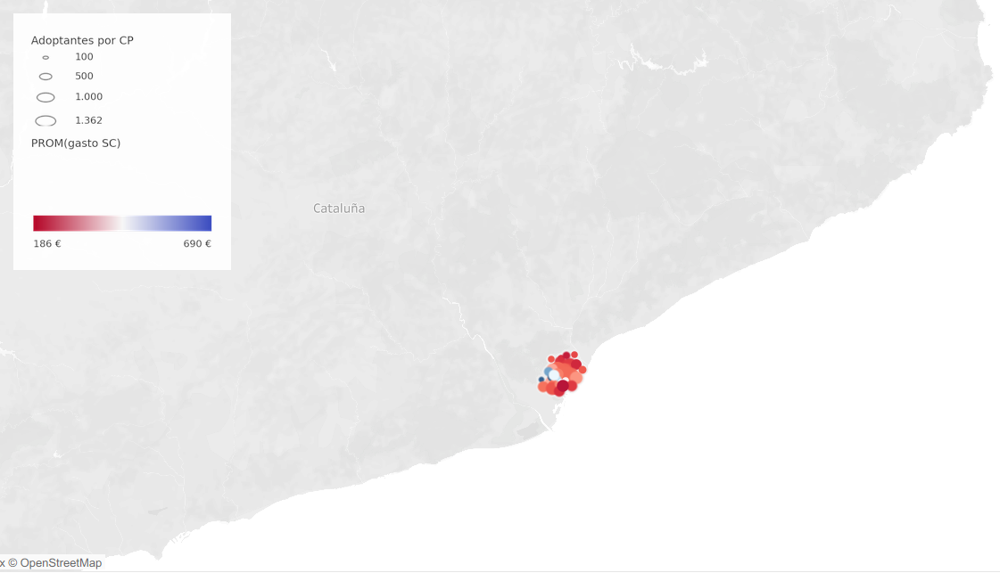 Adoptantes por CP
100
500
1.000
1.362
PROM(gasto SC)
186 €
690 €
Cataluña
x © OpenStreetMap